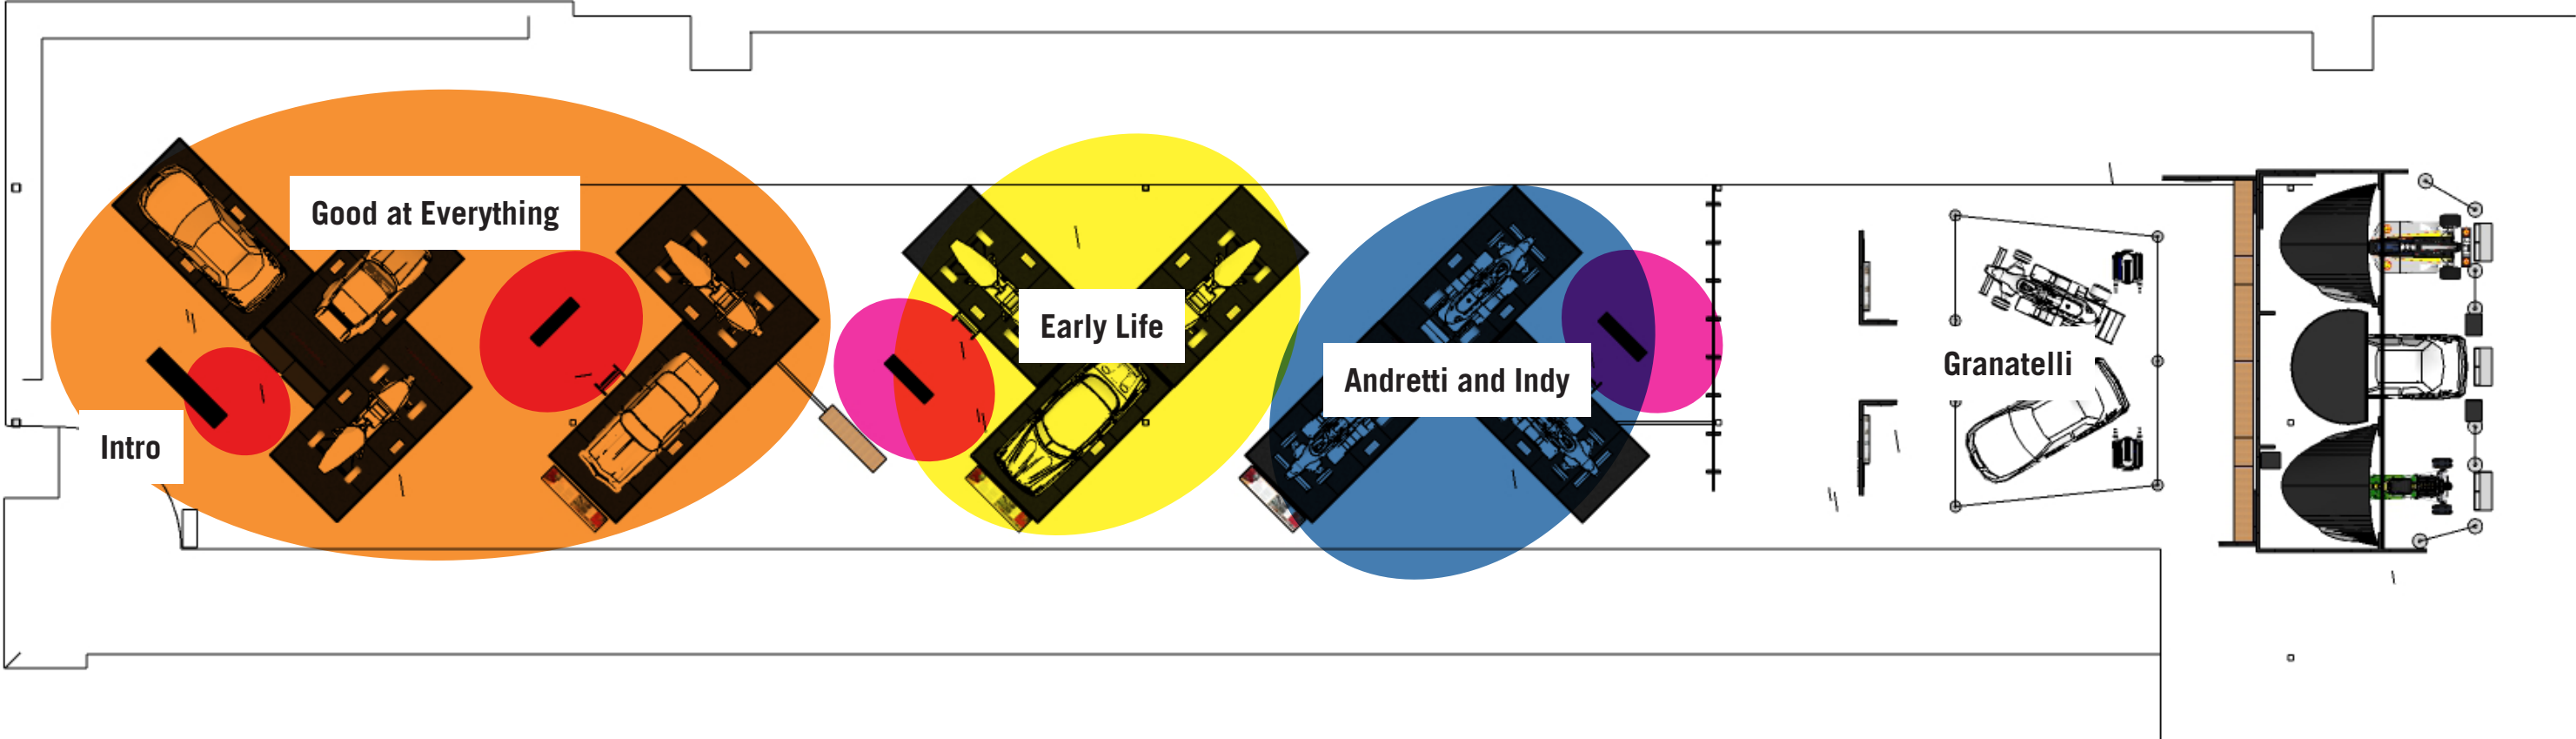 Good at Everything
Intro
Early Life
Andretti and Indy
Granatelli